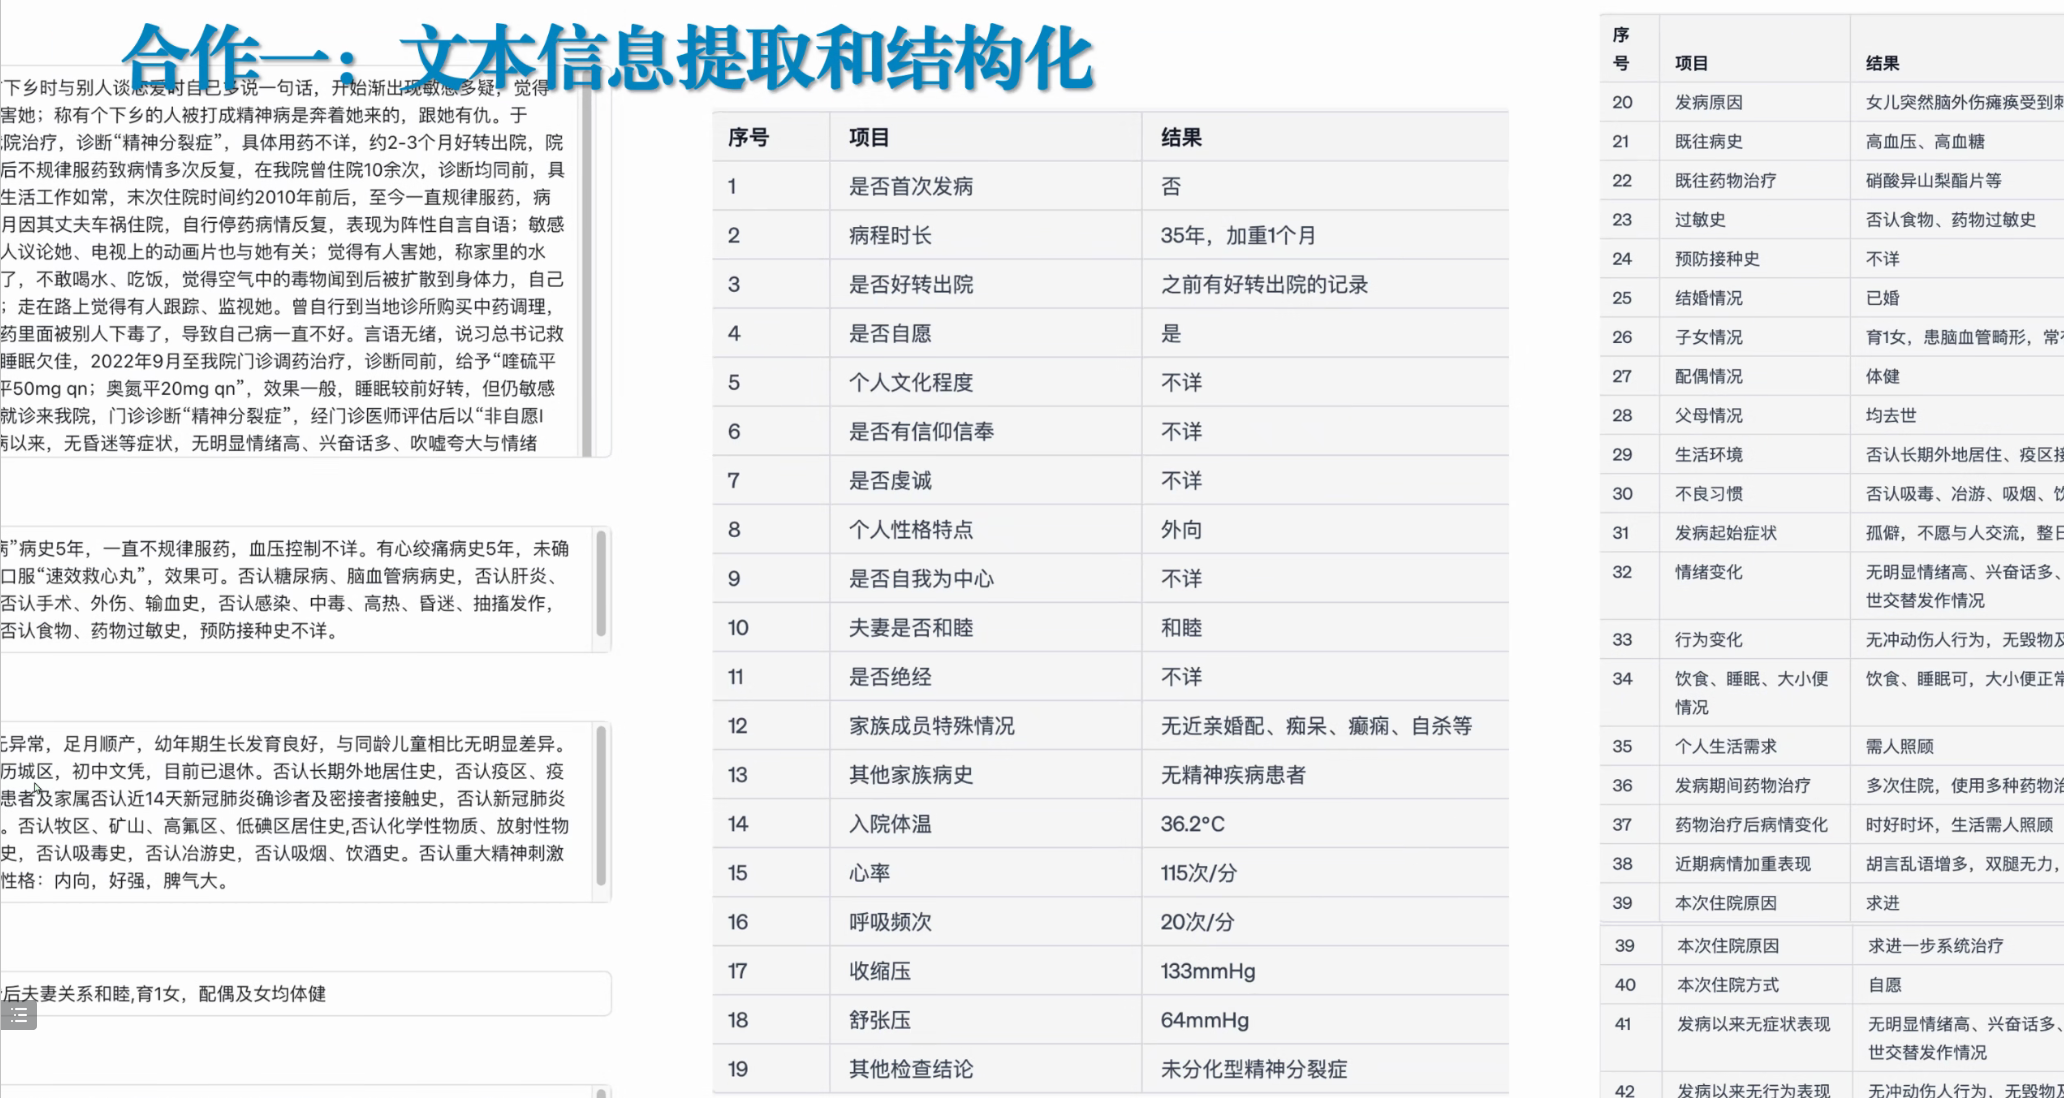 合作一：文本信息提取和结构化
下乡时与别人谈恋爱时自己多说一句话，开始渐出现敏感多疑，觉得
害她；称有个下乡的人被打成精神病是奔着她来的，跟她有仇。于
院治疗，诊断“精神分裂症”，具体用药不详，约2-3个月好转出院，院
后不规律服药致病情多次反复，在我院曾住院10余次，诊断均同前，具
生活工作如常，末次住院时间约2010年前后，至今一直规律服药，病
月因其丈夫车祸住院，自行停药病情反复，表现为阵性自言自语；敏感
人议论她、电视上的动画片也与她有关；觉得有人害她，称家里的水
了，不敢喝水、吃饭，觉得空气中的毒物闻到后被扩散到身体力，自己
；走在路上觉得有人跟踪、监视她。曾自行到当地诊所购买中药调理，
药里面被别人下毒了，导致自己病一直不好。言语无绪，说习总书记救
睡眠欠佳，2022年9月至我院门诊调药治疗，诊断同前，给予“喹硫平
平50mg qn；奥氮平20mg qn”，效果一般，睡眠较前好转，但仍敏感
就诊来我院，门诊诊断“精神分裂症”，经门诊医师评估后以“非自愿I
病以来，无昏迷等症状，无明显情绪高、兴奋话多、吹嘘夸大与情绪
病”病史5年，一直不规律服药，血压控制不详。有心绞痛病史5年，未确
口服“速效救心丸”，效果可。否认糖尿病、脑血管病病史，否认肝炎、
否认手术、外伤、输血史，否认感染、中毒、高热、昏迷、抽搐发作，
否认食物、药物过敏史，预防接种史不详。
无异常，足月顺产，幼年期生长发育良好，与同龄儿童相比无明显差异。
历城区，初中文凭，目前已退休。否认长期外地居住史，否认疫区、疫
患者及家属否认近14天新冠肺炎确诊者及密接者接触史，否认新冠肺炎
。否认牧区、矿山、高氟区、低碘区居住史,否认化学性物质、放射性物
史，否认吸毒史，否认冶游史，否认吸烟、饮酒史。否认重大精神刺激
性格：内向，好强，脾气大。
后夫妻关系和睦,育1女，配偶及女均体健
序号 项目 结果
1 是否首次发病 否
2 病程时长 35年，加重1个月
3 是否好转出院 之前有好转出院的记录
4 是否自愿 是
5 个人文化程度 不详
6 是否有信仰信奉 不详
7 是否虔诚 不详
8 个人性格特点 外向
9 是否自我为中心 不详
10 夫妻是否和睦 和睦
11 是否绝经 不详
12 家族成员特殊情况 无近亲婚配、痴呆、癫痫、自杀等
13 其他家族病史 无精神疾病患者
14 入院体温 36.2°C
15 心率 115次/分
16 呼吸频次 20次/分
17 收缩压 133mmHg
18 舒张压 64mmHg
19 其他检查结论 未分化型精神分裂症
序
号 项目 结果
20 发病原因 女儿突然脑外伤瘫痪受到刺
21 既往病史 高血压、高血糖
22 既往药物治疗 硝酸异山梨酯片等
23 过敏史 否认食物、药物过敏史
24 预防接种史 不详
25 结婚情况 已婚
26 子女情况 育1女，患脑血管畸形，常
27 配偶情况 体健
28 父母情况 均去世
29 生活环境 否认长期外地居住、疫区接
30 不良习惯 否认吸毒、冶游、吸烟、饮
31 发病起始症状 孤僻，不愿与人交流，整日
32 情绪变化 无明显情绪高、兴奋话多、
世交替发作情况
33 行为变化 无冲动伤人行为，无毁物及
34 饮食、睡眠、大小便 饮食、睡眠可，大小便正常
情况
35 个人生活需求 需人照顾
36 发病期间药物治疗 多次住院，使用多种药物治
37 药物治疗后病情变化 时好时坏，生活需人照顾
38 近期病情加重表现 胡言乱语增多，双腿无力，
39 本次住院原因 求进
39 本次住院原因 求进一步系统治疗
40 本次住院方式 自愿
41 发病以来无症状表现 无明显情绪高、兴奋话多、
世交替发作情况
42 发病以来无行为表现 无冲动伤人行为，无毁物及